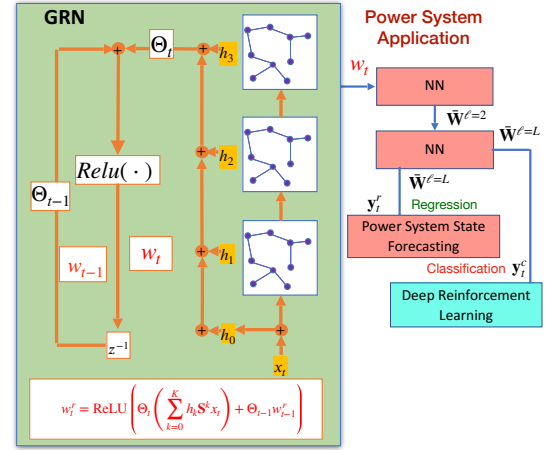 GRN
Power System
Application
+
Θ_t
+
h_3
w_t
NN
W̄^{ℓ=2}
Relu(·)
+
h_2
NN
W̄^{ℓ=L}
W̄^{ℓ=L}
Θ_{t−1}
y_t^r
Regression
Power System State
Forecasting
w_{t−1}
w_t
+
h_1
Classification y_t^c
Deep Reinforcement
Learning
z^{−1}
+
h_0
+
x_t
w_t^r = ReLU ( Θ_t ( ∑_{k=0}^{K} h_k S^k x_t ) + Θ_{t−1} w_{t−1}^r )